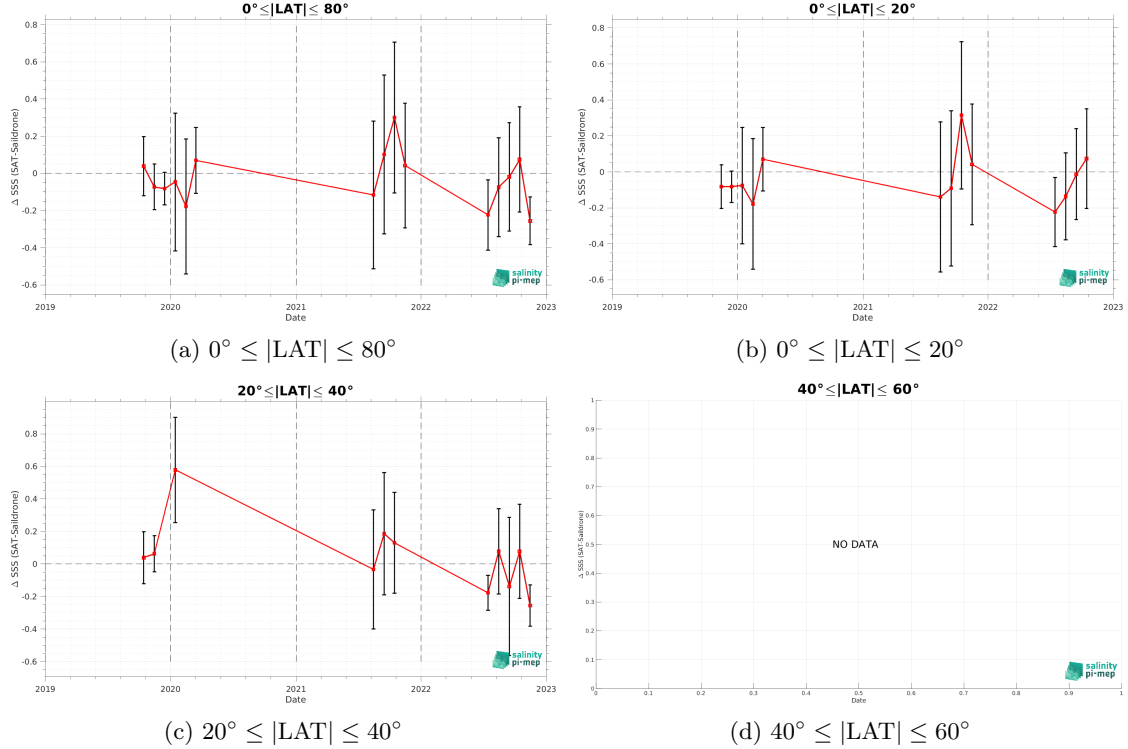 0°≤|LAT|≤ 80°
0.8
0.6
0.4
0.2
0
-0.2
-0.4
-0.6
Δ SSS (SAT-Saildrone)
2019
2020
2021
2022
2023
Date
salinity
pi-mep
(a) 0° ≤ |LAT| ≤ 80°
0°≤|LAT|≤ 20°
0.8
0.6
0.4
0.2
0
-0.2
-0.4
-0.6
Δ SSS (SAT-Saildrone)
2019
2020
2021
2022
2023
Date
salinity
pi-mep
(b) 0° ≤ |LAT| ≤ 20°
20°≤|LAT|≤ 40°
0.8
0.6
0.4
0.2
0
-0.2
-0.4
-0.6
Δ SSS (SAT-Saildrone)
2019
2020
2021
2022
2023
Date
salinity
pi-mep
(c) 20° ≤ |LAT| ≤ 40°
40°≤|LAT|≤ 60°
1
0.9
0.8
0.7
0.6
0.5
0.4
0.3
0.2
0.1
0
Δ SSS (SAT-Saildrone)
NO DATA
0
0.1
0.2
0.3
0.4
0.5
0.6
0.7
0.8
0.9
1
Date
salinity
pi-mep
(d) 40° ≤ |LAT| ≤ 60°